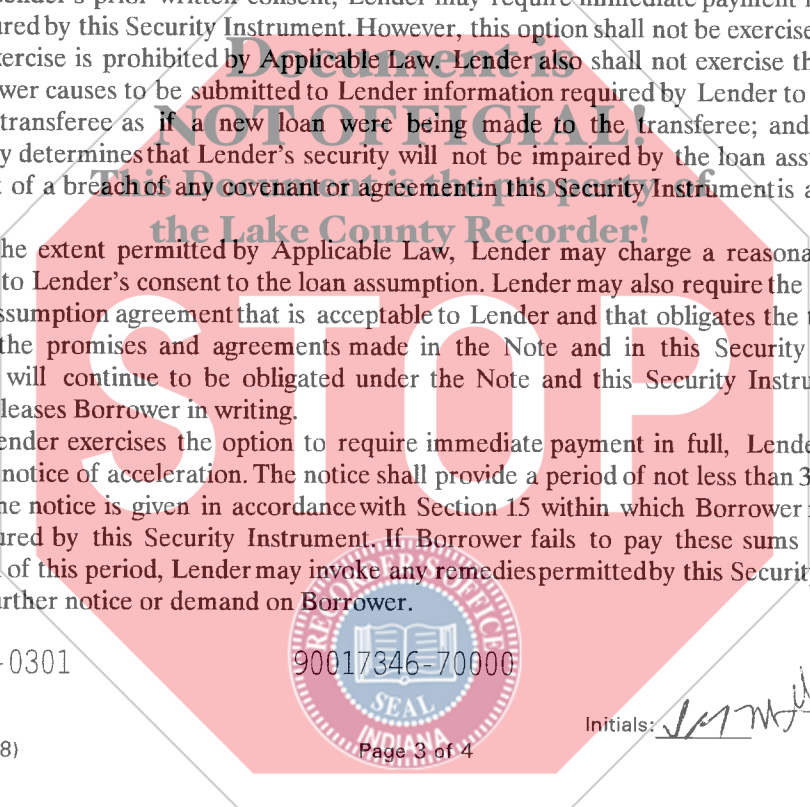 ender's prior written consent, Lender may require immediate payment i
ured by this Security Instrument. However, this option shall not be exercise
Document is
xercise is prohibited by Applicable Law. Lender also shall not exercise th
wer causes to be submitted to Lender information required by Lender to
NOT OFFICIAL!
transferee as if a new loan were being made to the transferee; and
y determines that Lender's security will not be impaired by the loan ass
This Document is the property of
of a breach of any covenant or agreement in this Security Instrument is a
the Lake County Recorder!
he extent permitted by Applicable Law, Lender may charge a reasona
to Lender's consent to the loan assumption. Lender may also require the
ssumption agreement that is acceptable to Lender and that obligates the t
STOP
the promises and agreements made in the Note and in this Security
will continue to be obligated under the Note and this Security Instru
leases Borrower in writing.
ender exercises the option to require immediate payment in full, Lende
notice of acceleration. The notice shall provide a period of not less than 3
he notice is given in accordance with Section 15 within which Borrower
ured by this Security Instrument. If Borrower fails to pay these sums
of this period, Lender may invoke any remedies permitted by this Security
urther notice or demand on Borrower.
RECORDER'S OFFICE
-0301 90017346-70000
SEAL
INDIANA
Initials:
8) Page 3 of 4